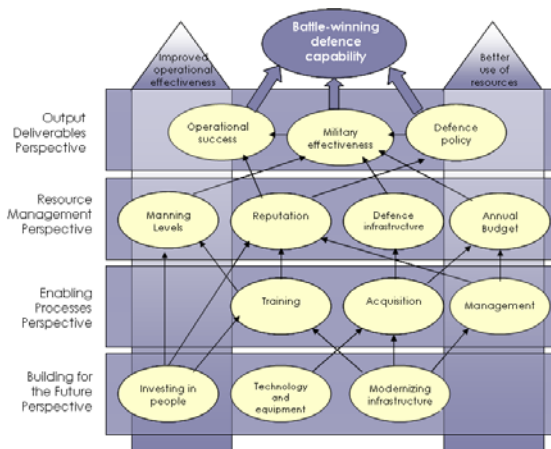 Battle-winning
defence
capability
Improved
operational
effectiveness
Better
use of
resources
Output
Deliverables
Perspective
Operational
success
Military
effectiveness
Defence
policy
Resource
Management
Perspective
Manning
Levels
Reputation
Defence
infrastructure
Annual
Budget
Enabling
Processes
Perspective
Training
Acquisition
Management
Building for
the Future
Perspective
Investing in
people
Technology
and
equipment
Modernizing
infrastructure